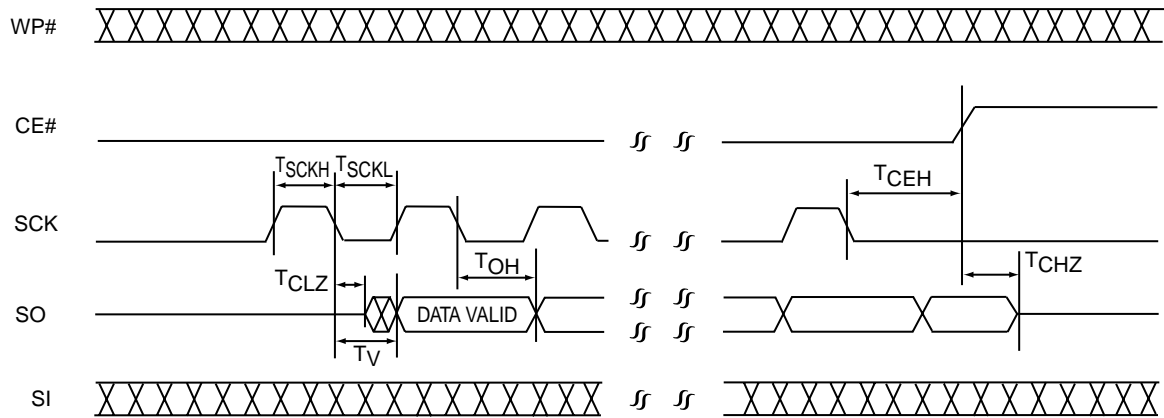 WP#
CE#
TSCKH TSCKL
TCEH
SCK
TOH
TCLZ
TCHZ
SO
DATA VALID
TV
SI